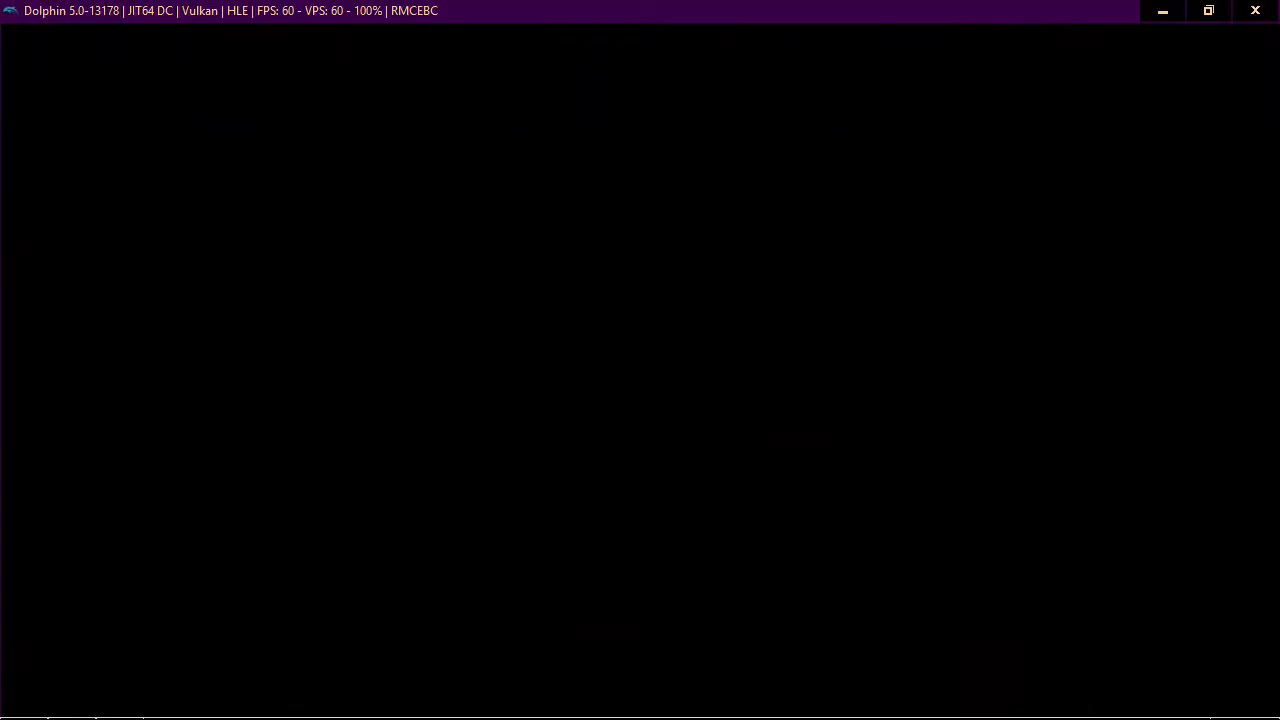 Dolphin 5.0-13178 | JIT64 DC | Vulkan | HLE | FPS: 60 - VPS: 60 - 100% | RMCEBC